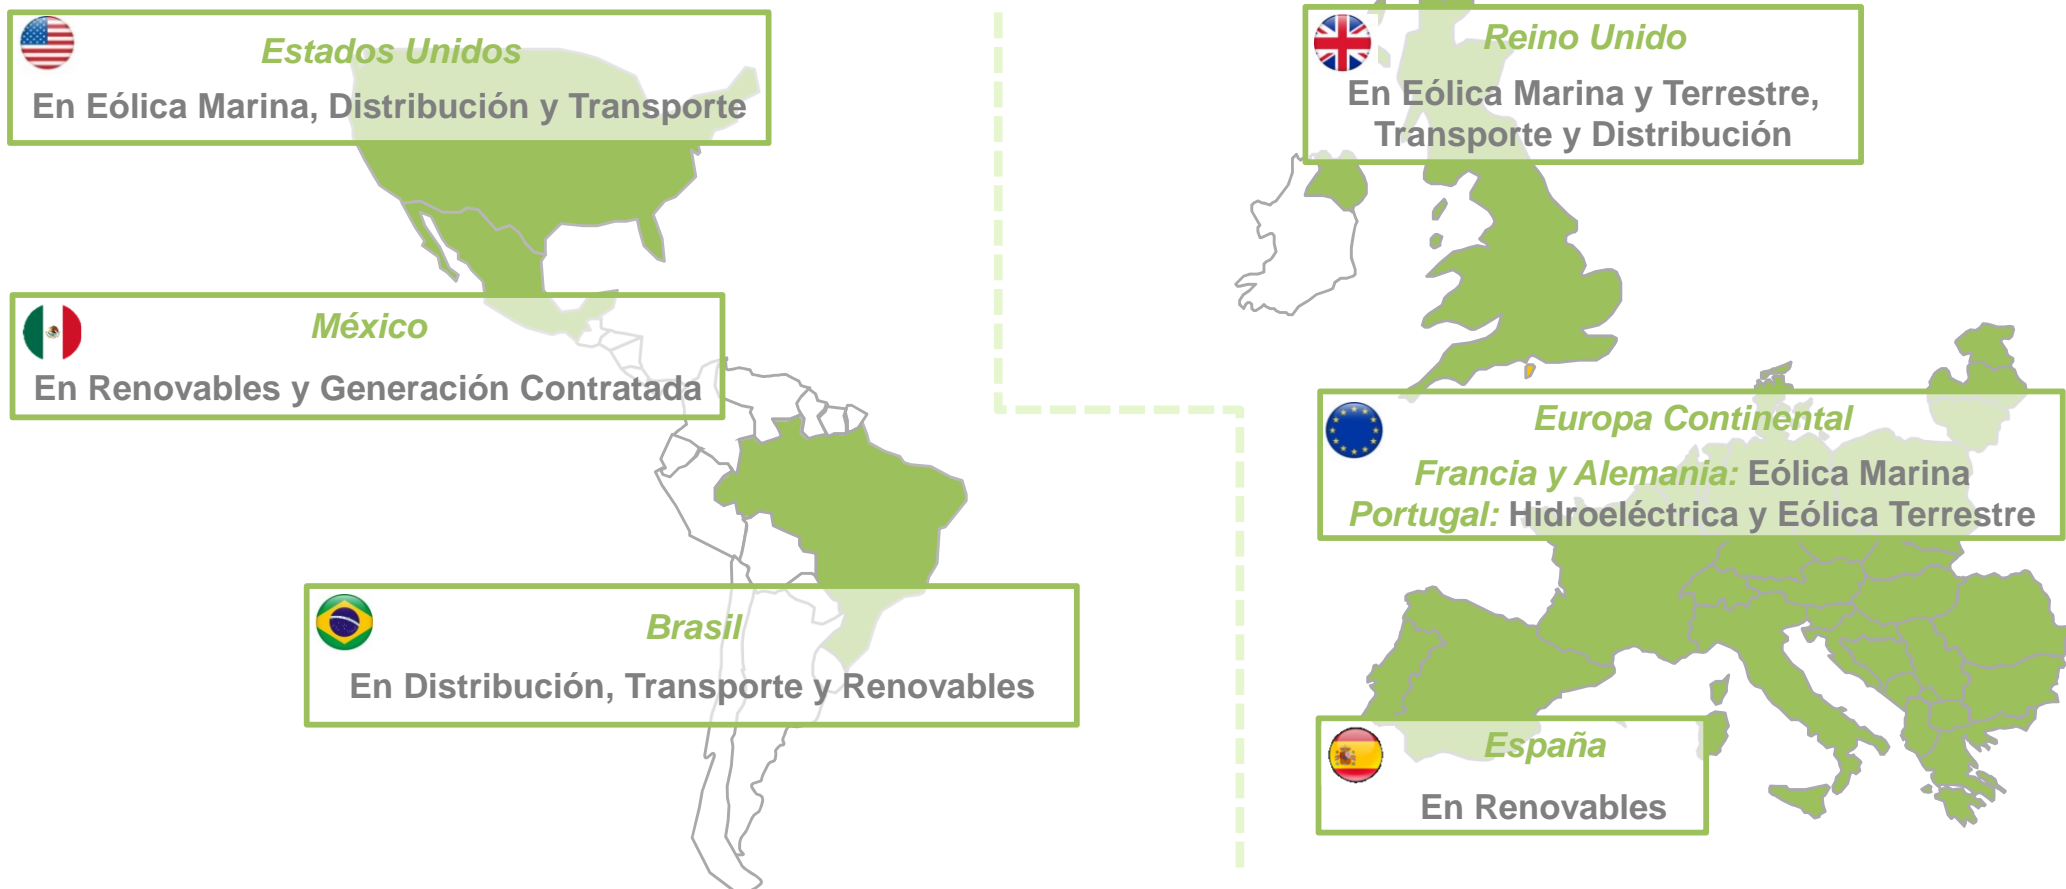 Estados Unidos
En Eólica Marina, Distribución y Transporte
México
En Renovables y Generación Contratada
Brasil
En Distribución, Transporte y Renovables
Reino Unido
En Eólica Marina y Terrestre,
Transporte y Distribución
Europa Continental
Francia y Alemania: Eólica Marina
Portugal: Hidroeléctrica y Eólica Terrestre
España
En Renovables